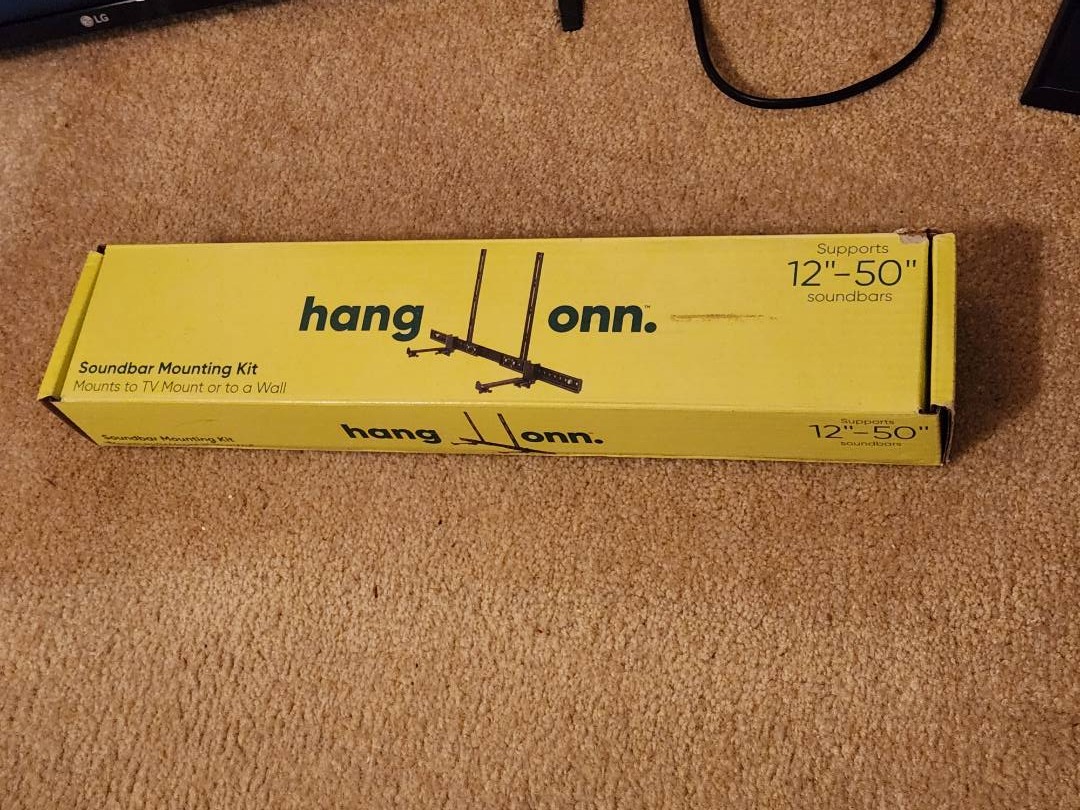 LG
Supports
12"-50"
soundbars
hang onn.™
Soundbar Mounting Kit
Mounts to TV Mount or to a Wall
Supports
12"-50"
soundbars
hang onn.
Soundbar Mounting Kit